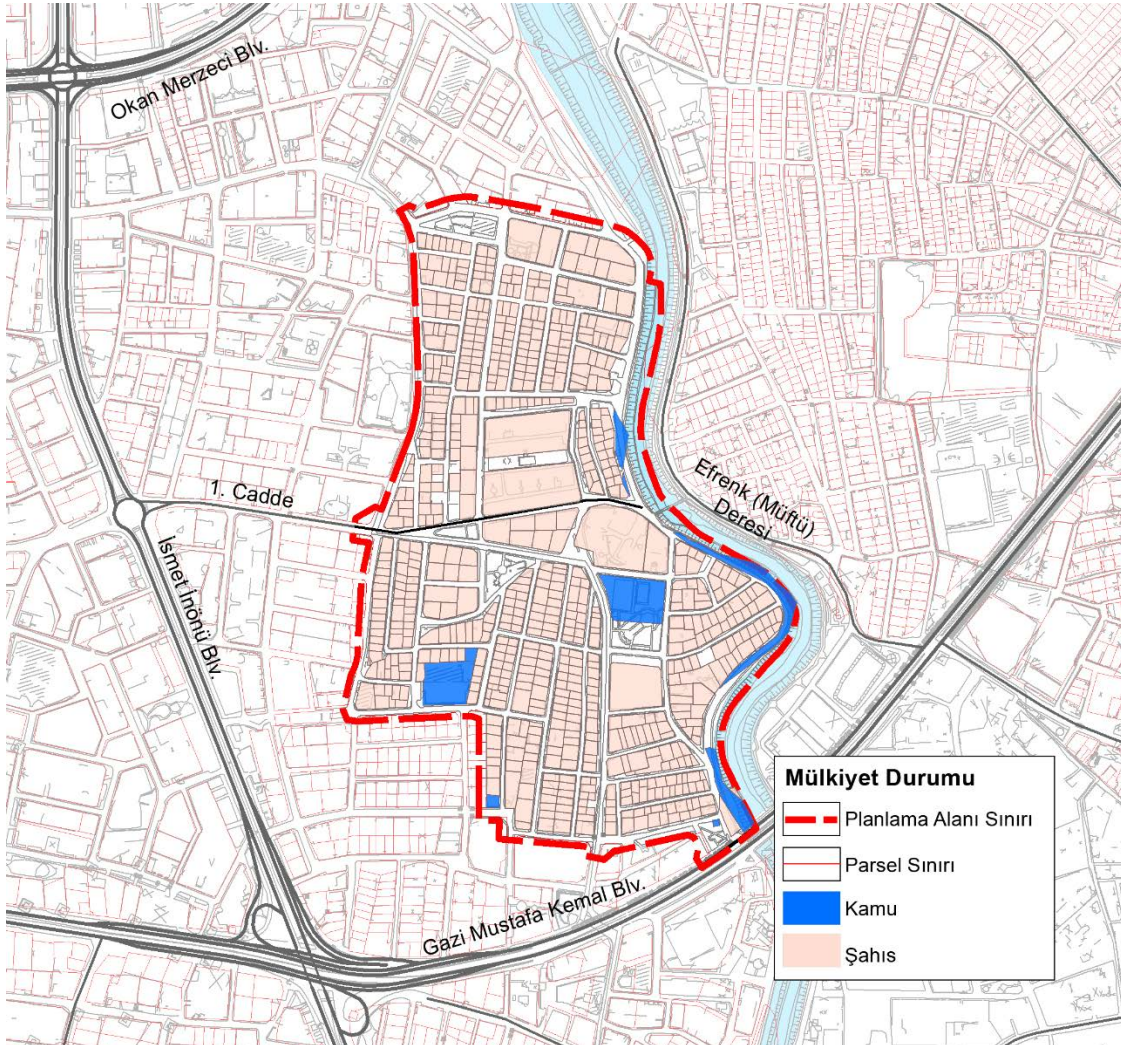 Okan Merzeci Blv.
1. Cadde
Efrenk (Müftü)
Deresi
İsmet İnönü Blv.
Gazi Mustafa Kemal Blv.
Mülkiyet Durumu
Planlama Alanı Sınırı
Parsel Sınırı
Kamu
Şahıs